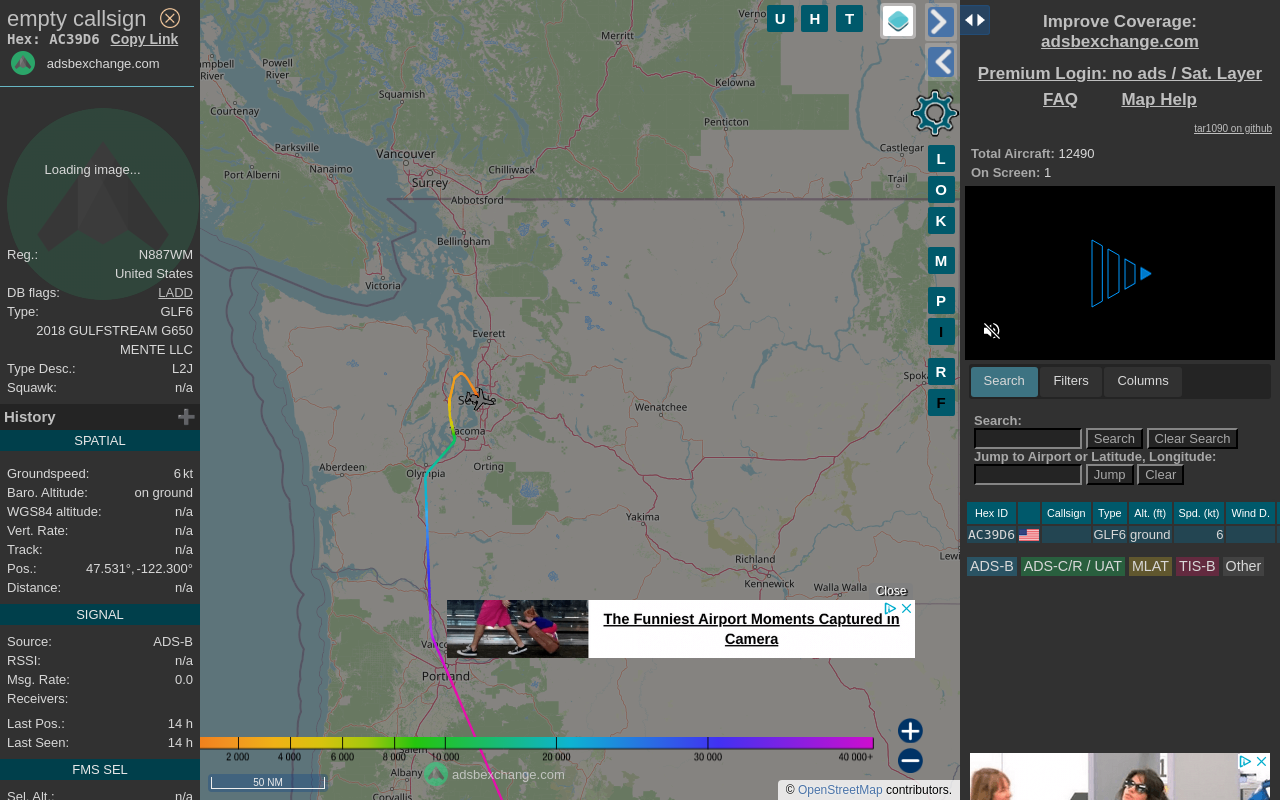 empty callsign
Hex: AC39D6 Copy Link
adsbexchange.com
Loading image...
Reg.: N887WM
United States
DB flags: LADD
Type: GLF6
2018 GULFSTREAM G650
MENTE LLC
Type Desc.: L2J
Squawk: n/a
History
SPATIAL
Groundspeed: 6 kt
Baro. Altitude: on ground
WGS84 altitude: n/a
Vert. Rate: n/a
Track: n/a
Pos.: 47.531°, -122.300°
Distance: n/a
SIGNAL
Source: ADS-B
RSSI: n/a
Msg. Rate: 0.0
Receivers:
Last Pos.: 14 h
Last Seen: 14 h
FMS SEL
Sel. Alt.: n/a
U H T
L
O
K
M
P
I
R
F
Merritt
Powell
River
River
Squamish
Kelowna
Courtenay
Penticton
Parksville
Vancouver
Castlegar
Nanaimo
Port Alberni
Chilliwack
Surrey
Trail
Abbotsford
Bellingham
Victoria
Everett
Wenatchee
Tacoma
Aberdeen
Olympia
Orting
Yakima
Richland
Kennewick
Walla Walla
Portland
Salem
Albany
Corvallis
Close
The Funniest Airport Moments Captured in
Camera
2 000 4 000 6 000 8 000 10 000 20 000 30 000 40 000+
adsbexchange.com
50 NM
© OpenStreetMap contributors.
Improve Coverage:
adsbexchange.com
Premium Login: no ads / Sat. Layer
FAQ Map Help
tar1090 on github
Total Aircraft: 12490
On Screen: 1
Search Filters Columns
Search:
Search Clear Search
Jump to Airport or Latitude, Longitude:
Jump Clear
Hex ID Callsign Type Alt. (ft) Spd. (kt) Wind D.
AC39D6 GLF6 ground 6
ADS-B ADS-C/R / UAT MLAT TIS-B Other